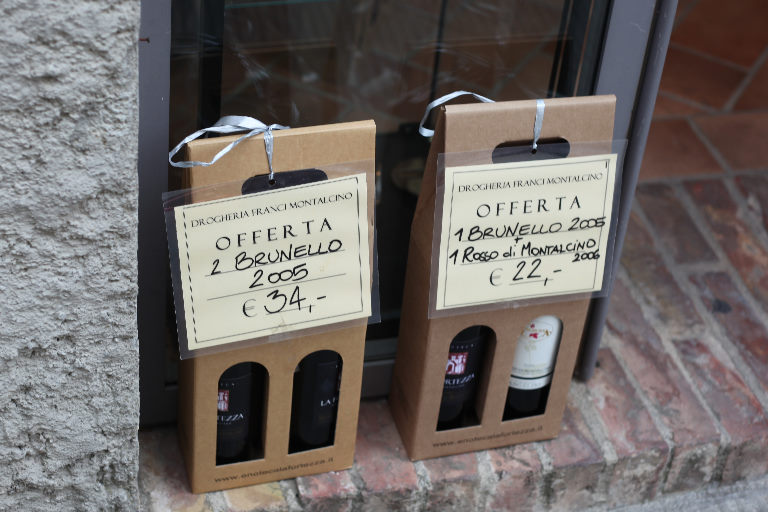 DROGHERIA FRANCI MONTALCINO
OFFERTA
2 BRUNELLO
2005
€ 34,-
LA F
www.enotecalafortezza.it
DROGHERIA FRANCI MONTALCINO
OFFERTA
1 BRUNELLO 2005
+
1 ROSSO di MONTALCINO
2006
€ 22,-
www.enotecalafortezza.it